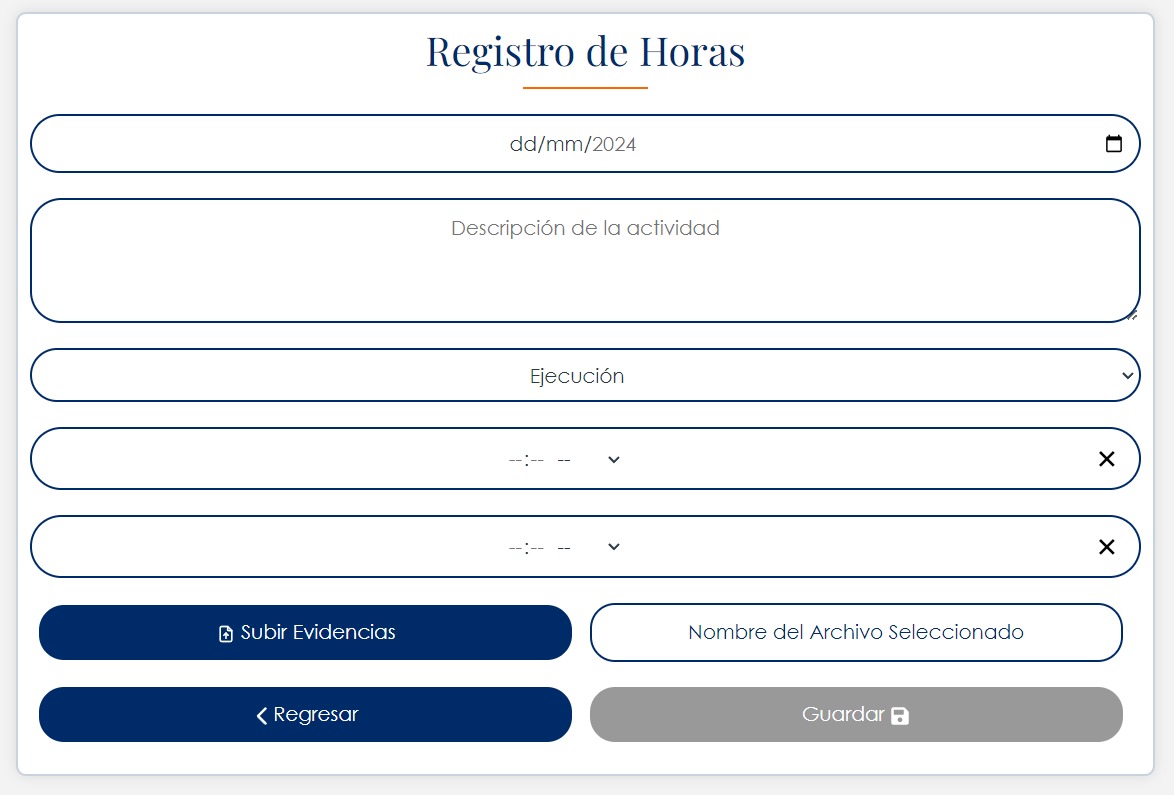 Registro de Horas
dd/mm/2024
Descripción de la actividad
Ejecución
--:-- --
--:-- --
Subir Evidencias
Nombre del Archivo Seleccionado
Regresar
Guardar